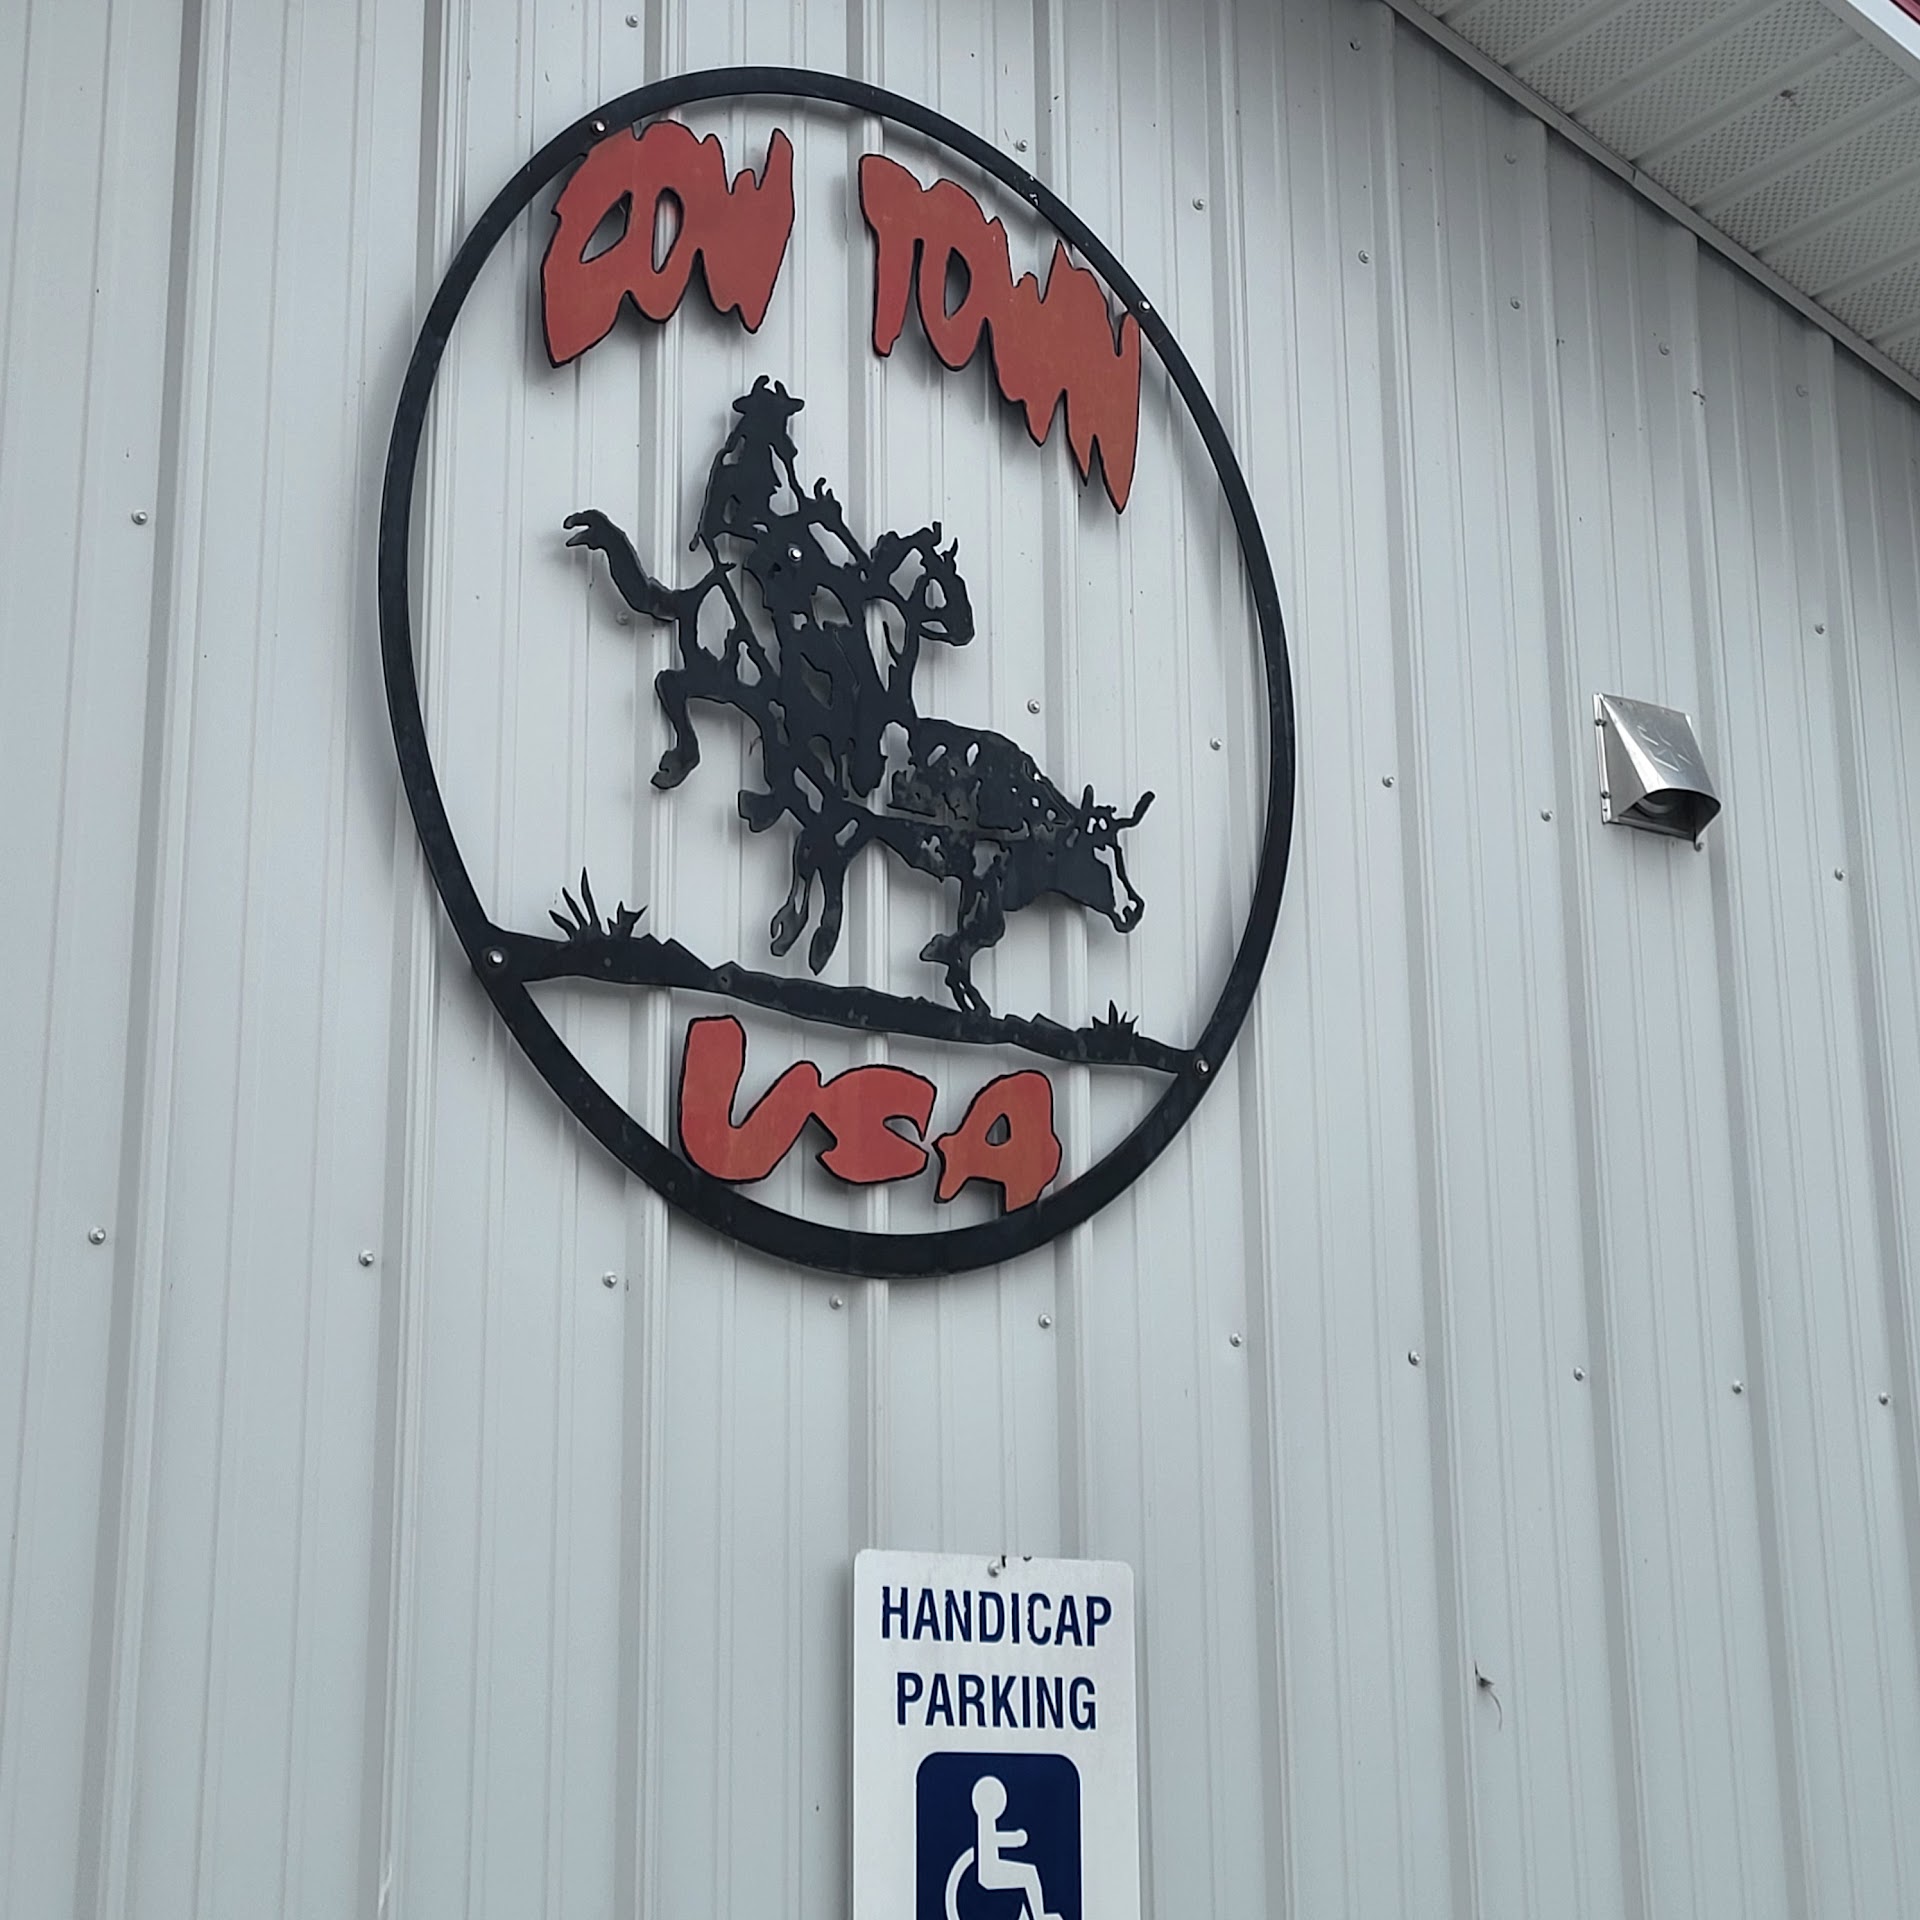 COW TOWN
USA
HANDICAP
PARKING